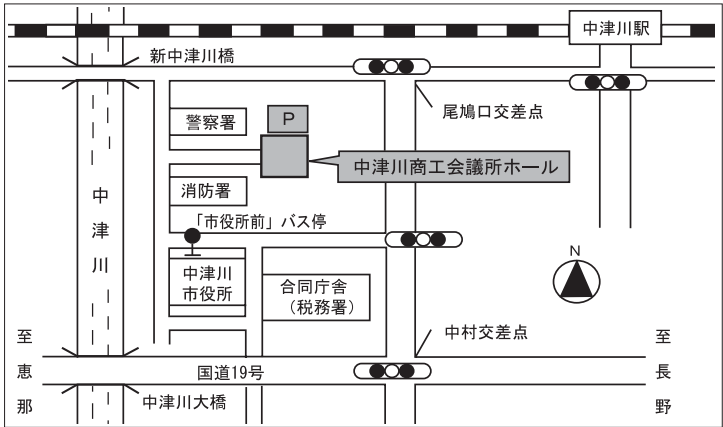 中津川駅
新中津川橋
尾鳩口交差点
警察署
P
中津川商工会議所ホール
消防署
「市役所前」バス停
中津川
中津川
市役所
合同庁舎
（税務署）
N
中村交差点
至恵那
至長野
国道19号
中津川大橋